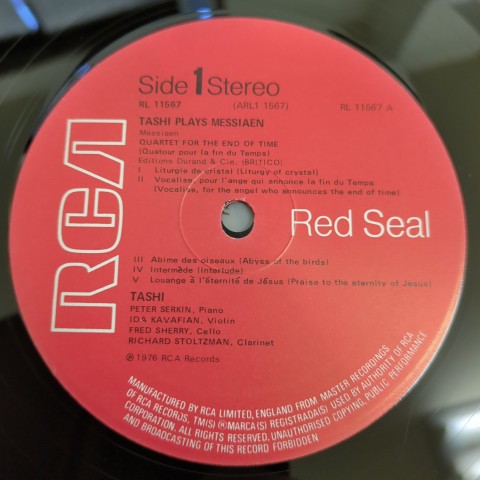 Side 1 Stereo
RL 11567 (ARL1 1567) RL 11567 A
TASHI PLAYS MESSIAEN
Messiaen
QUARTET FOR THE END OF TIME
(Quatuor pour la fin du Temps)
Editions Durand & Cie. (BRITICO)
I Liturgie de cristal (Liturgy of crystal)
II Vocalise, pour l'ange qui annonce la fin du Temps
(Vocalise, for the angel who announces the end of time)
RCA
Red Seal
III Abime des oiseaux (Abyss of the birds)
IV Intermède (Interlude)
V Louange à l'éternité de Jésus (Praise to the eternity of Jesus)
TASHI
PETER SERKIN, Piano
IDA KAVAFIAN, Violin
FRED SHERRY, Cello
RICHARD STOLTZMAN, Clarinet
℗ 1976 RCA Records
MANUFACTURED BY RCA LIMITED, ENGLAND FROM MASTER RECORDINGS
OF RCA RECORDS, TM(S) ® MARCA(S) REGISTRADA(S) USED BY AUTHORITY OF RCA
CORPORATION. ALL RIGHTS RESERVED. UNAUTHORISED COPYING, PUBLIC PERFORMANCE,
AND BROADCASTING OF THIS RECORD FORBIDDEN